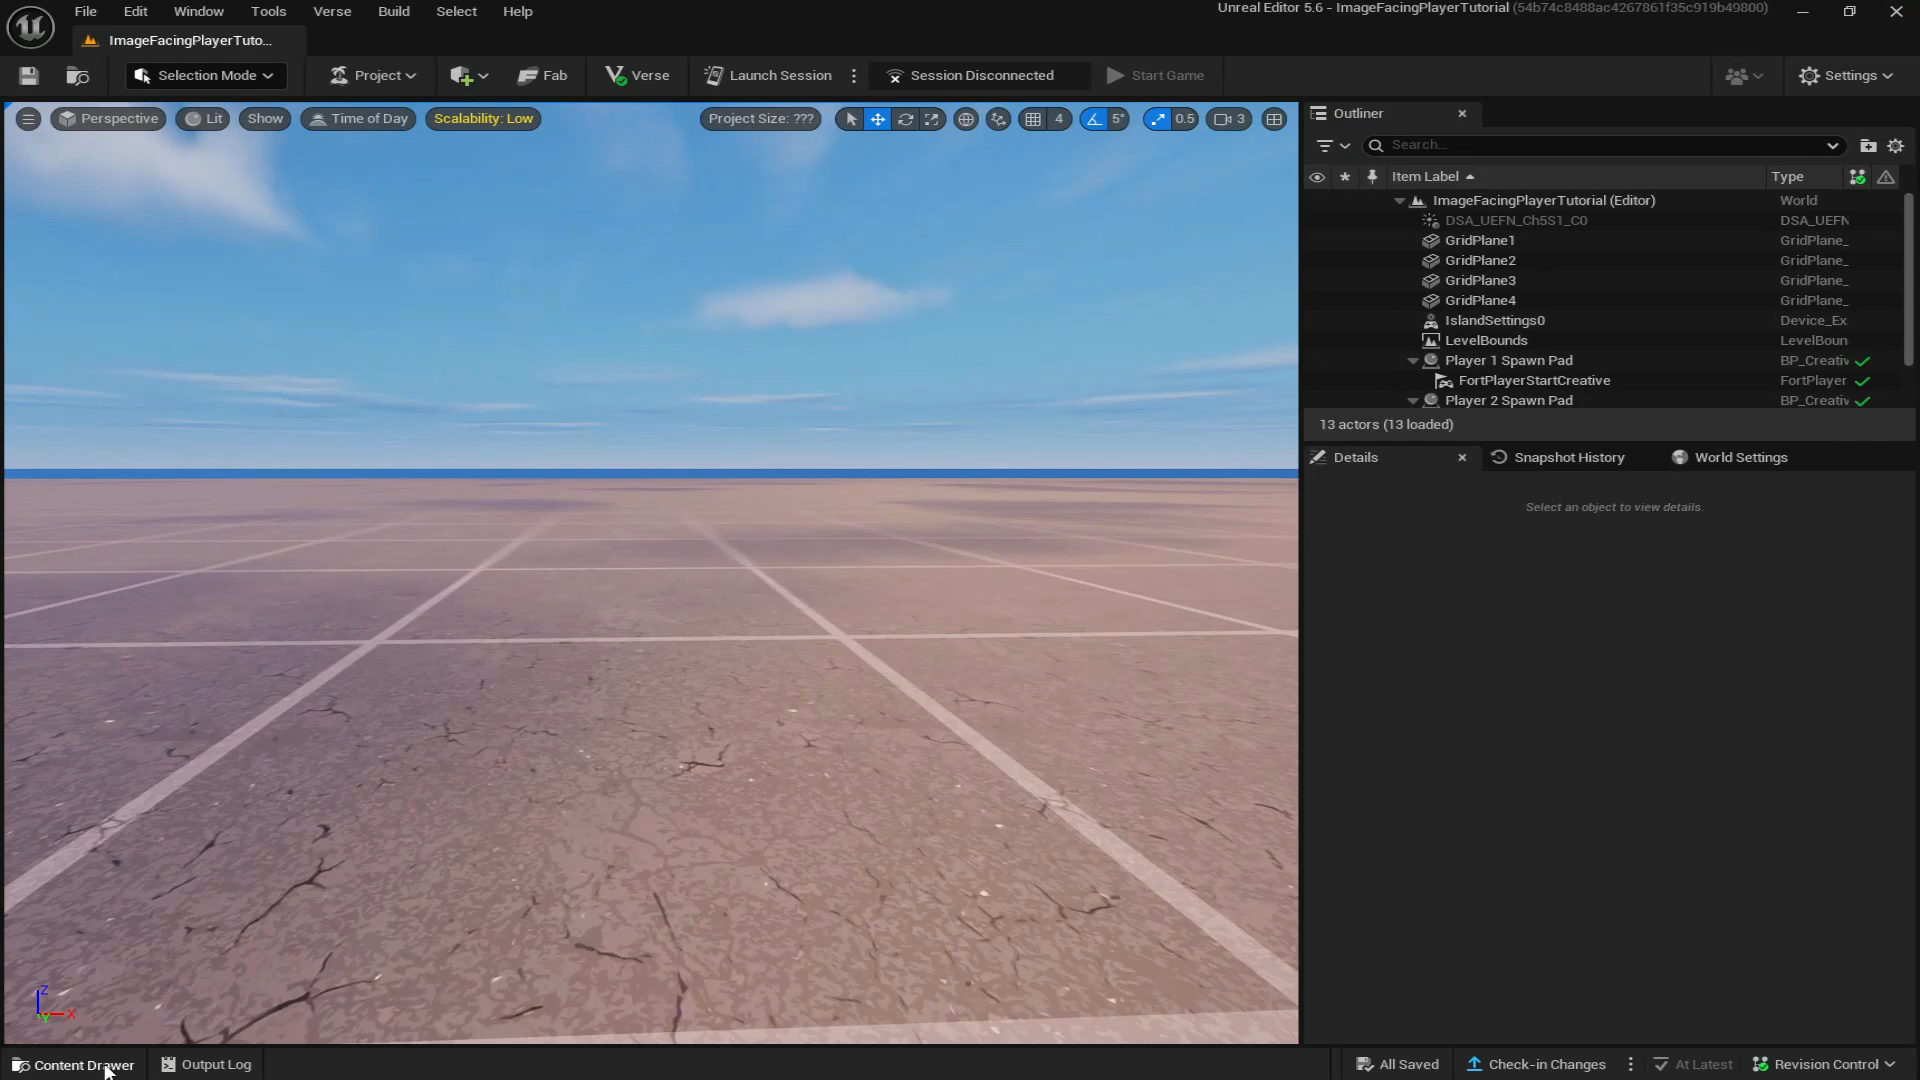 File Edit Window Tools Verse Build Select Help
Unreal Editor 5.6 - ImageFacingPlayerTutorial (54b74c8488ac4267861f35c919b49800)
ImageFacingPlayerTuto...
Selection Mode Project Fab Verse Launch Session Session Disconnected Start Game Settings
Perspective Lit Show Time of Day Scalability: Low Project Size: ??? 4 5° 0.5 3
Outliner
Search...
Item Label Type
ImageFacingPlayerTutorial (Editor) World
DSA_UEFN_Ch5S1_C0 DSA_UEFN
GridPlane1 GridPlane_
GridPlane2 GridPlane_
GridPlane3 GridPlane_
GridPlane4 GridPlane_
IslandSettings0 Device_Ex
LevelBounds LevelBoun
Player 1 Spawn Pad BP_Creativ
FortPlayerStartCreative FortPlayer
Player 2 Spawn Pad BP_Creativ
13 actors (13 loaded)
Details Snapshot History World Settings
Select an object to view details.
Z
X
Y
Content Drawer Output Log All Saved Check-in Changes At Latest Revision Control